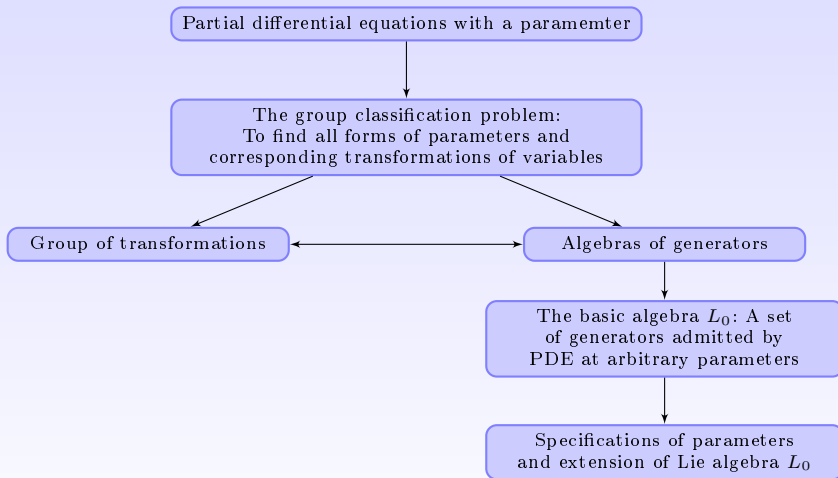 Partial differential equations with a paramemter
The group classification problem:
To find all forms of parameters and
corresponding transformations of variables
Group of transformations
Algebras of generators
The basic algebra L₀: A set
of generators admitted by
PDE at arbitrary parameters
Specifications of parameters
and extension of Lie algebra L₀